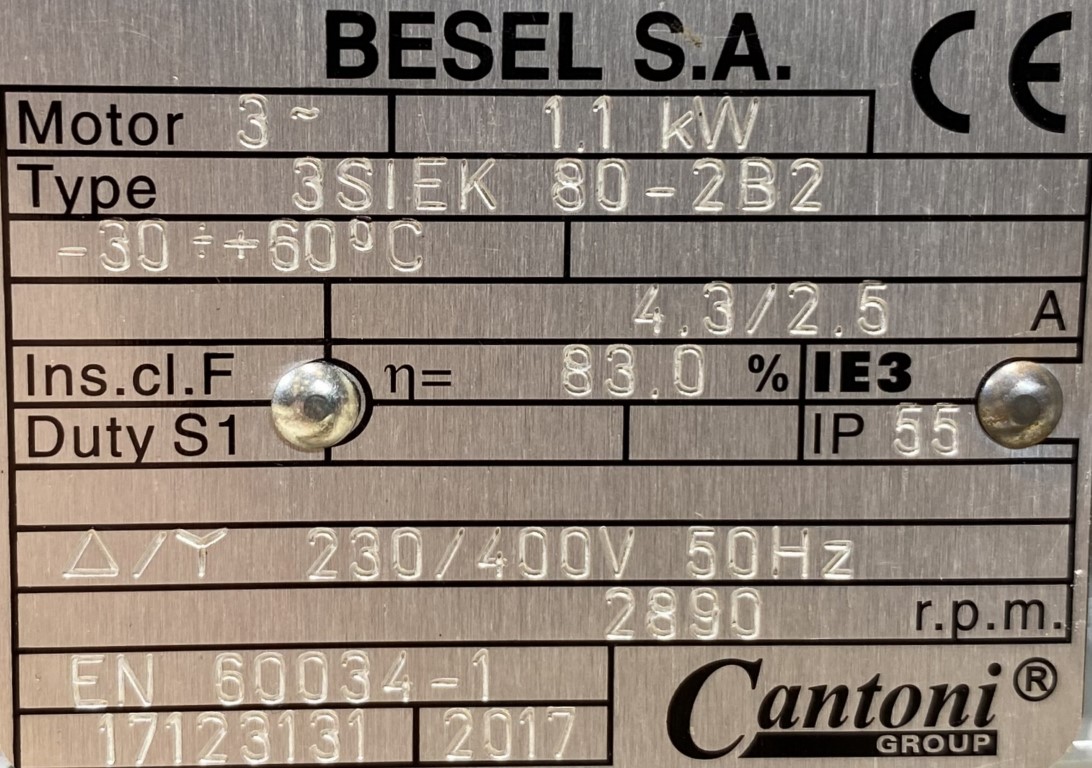 BESEL S.A. CE
Motor 3~ 1.1 kW
Type 3SIEK 80-2B2
-30÷+60ºC
4.3/2.5 A
Ins.cl.F η= 83.0 % IE3
Duty S1 IP 55
△/Y 230/400V 50Hz
2890 r.p.m.
EN 60034-1
17123131 2017
Cantoni®
GROUP